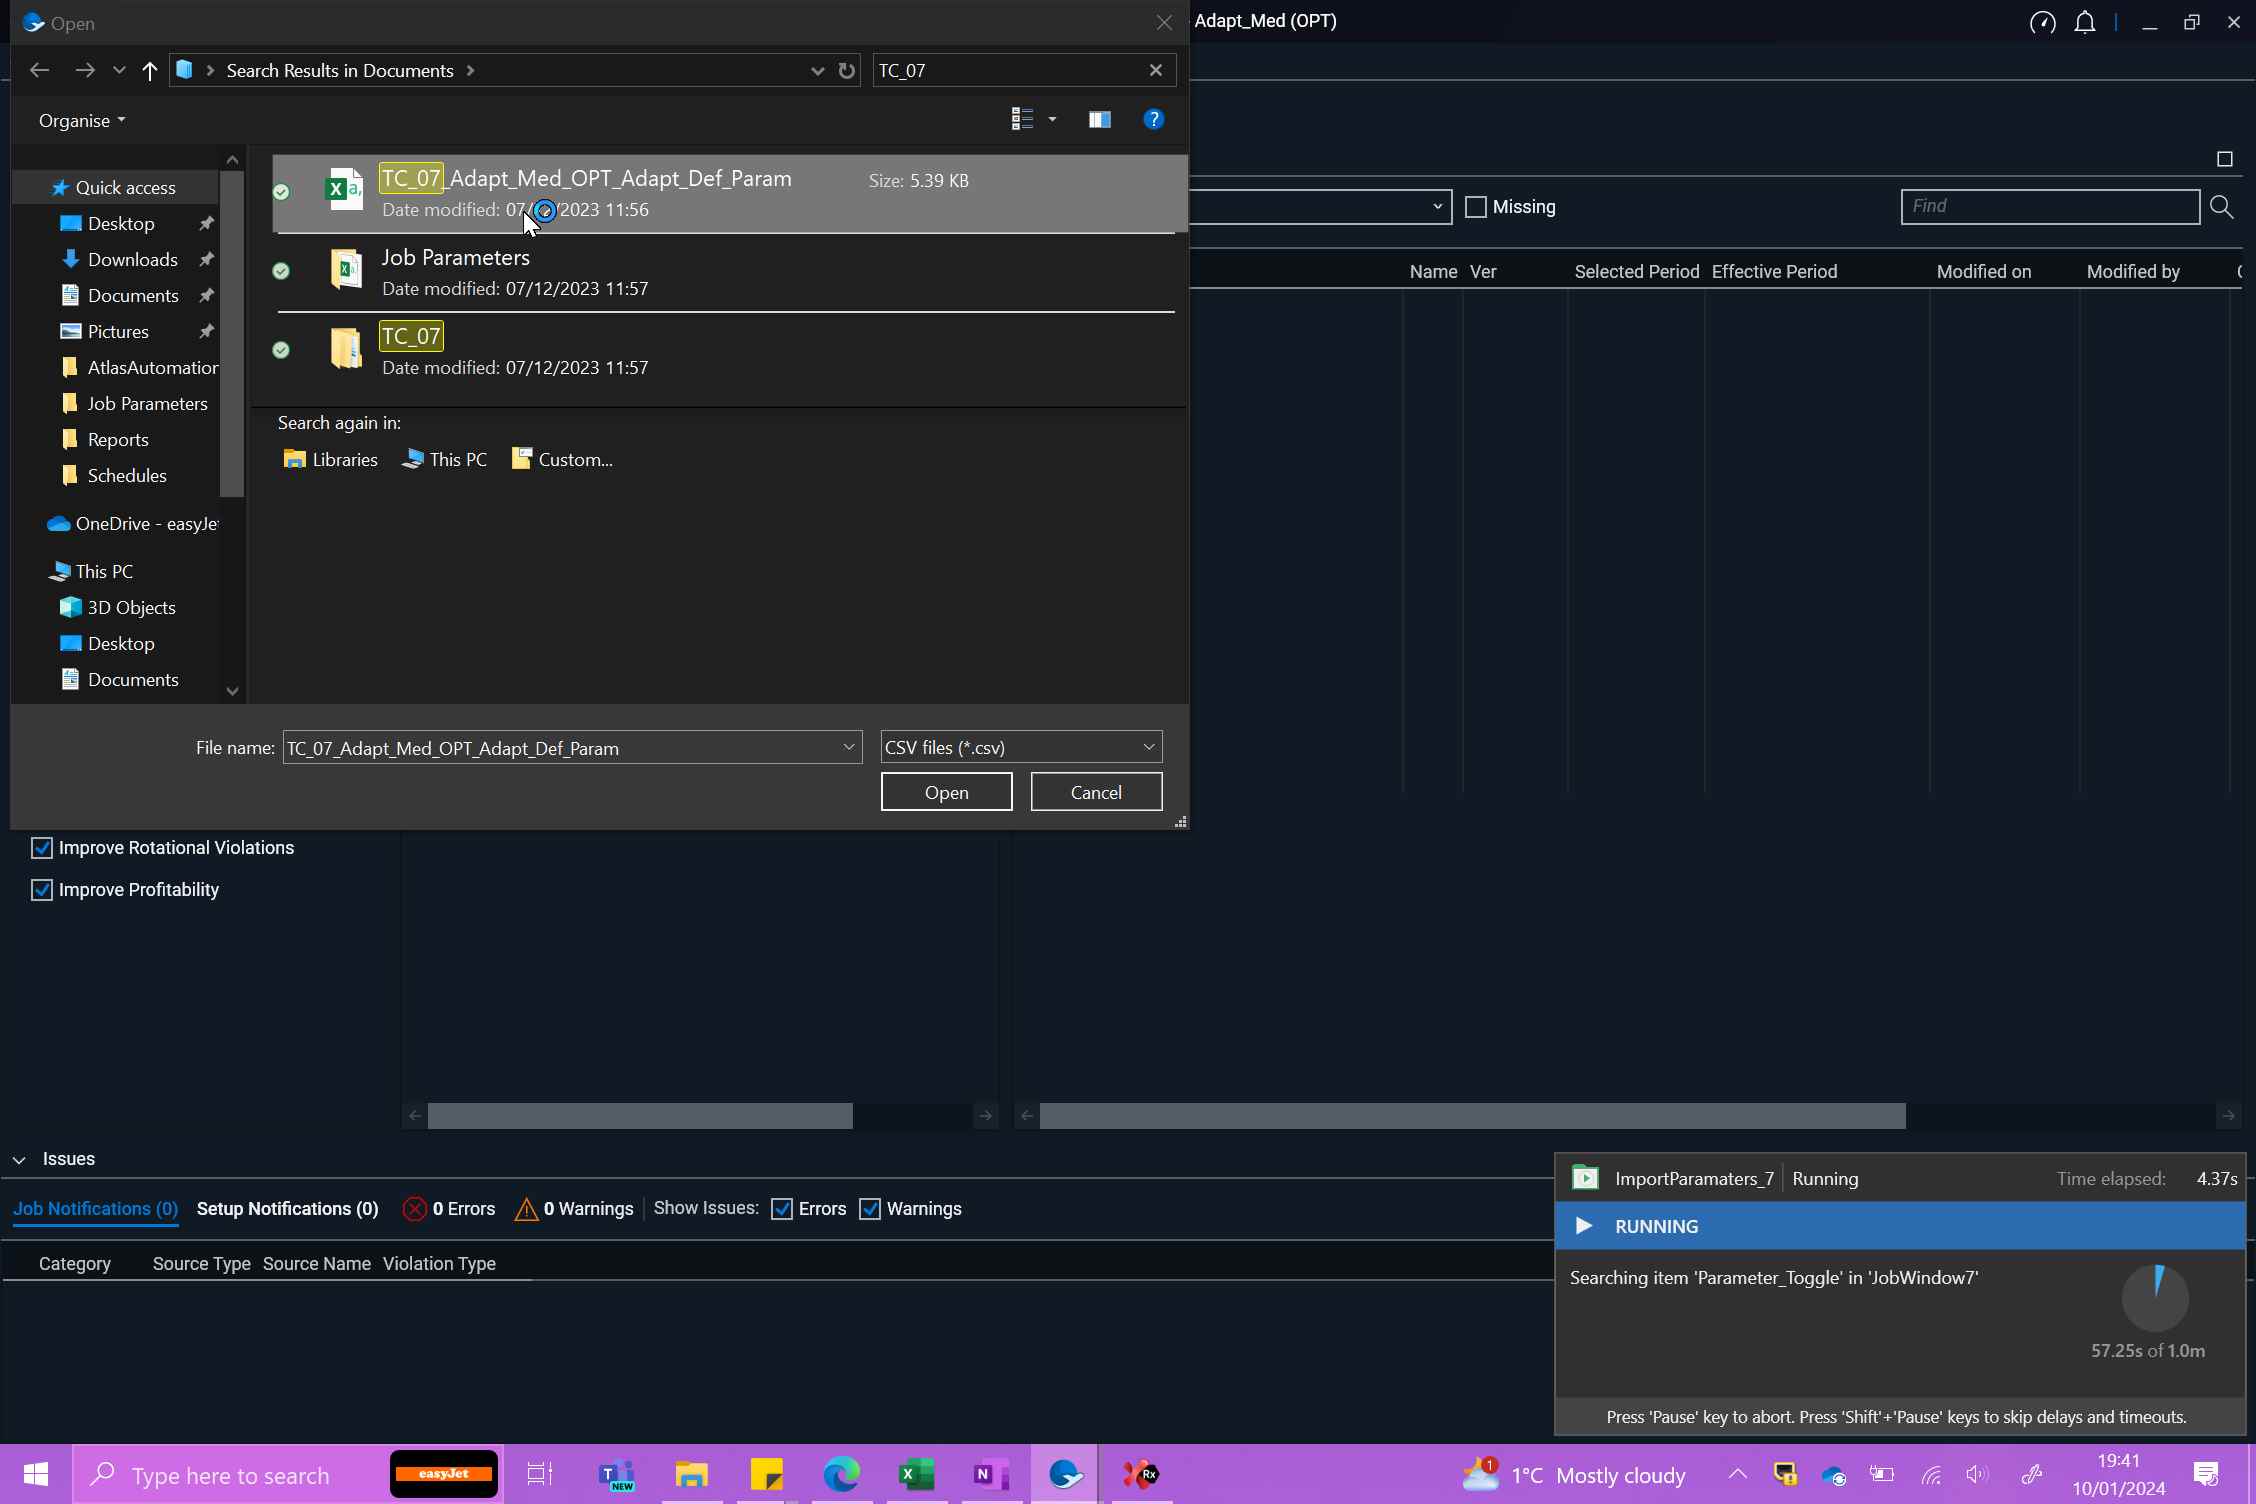 Open
Adapt_Med (OPT)
Search Results in Documents
TC_07
Organise
Quick access
Desktop
Downloads
Documents
Pictures
AtlasAutomation
Job Parameters
Reports
Schedules
OneDrive - easyJe
This PC
3D Objects
Desktop
Documents
TC_07_Adapt_Med_OPT_Adapt_Def_Param
Size: 5.39 KB
Date modified: 07/ /2023 11:56
Job Parameters
Date modified: 07/12/2023 11:57
TC_07
Date modified: 07/12/2023 11:57
Search again in:
Libraries This PC Custom...
File name: TC_07_Adapt_Med_OPT_Adapt_Def_Param
CSV files (*.csv)
Open Cancel
Missing
Find
Name Ver Selected Period Effective Period Modified on Modified by
Improve Rotational Violations
Improve Profitability
Issues
Job Notifications (0) Setup Notifications (0) 0 Errors 0 Warnings Show Issues: Errors Warnings
Category Source Type Source Name Violation Type
ImportParamaters_7 Running Time elapsed: 4.37s
RUNNING
Searching item 'Parameter_Toggle' in 'JobWindow7'
57.25s of 1.0m
Press 'Pause' key to abort. Press 'Shift'+'Pause' keys to skip delays and timeouts.
Type here to search
easyJet
T
NEW
X
N
Rx
1
1°C Mostly cloudy
19:41
10/01/2024